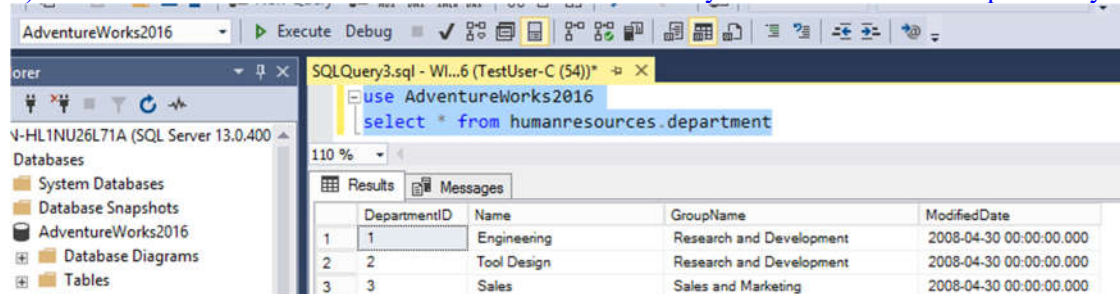 AdventureWorks2016 Execute Debug
orer
SQLQuery3.sql - WI...6 (TestUser-C (54))*
use AdventureWorks2016
select * from humanresources.department
N-HL1NU26L71A (SQL Server 13.0.400
Databases
System Databases
Database Snapshots
AdventureWorks2016
Database Diagrams
Tables
110 %
Results Messages
DepartmentID Name GroupName ModifiedDate
1 1 Engineering Research and Development 2008-04-30 00:00:00.000
2 2 Tool Design Research and Development 2008-04-30 00:00:00.000
3 3 Sales Sales and Marketing 2008-04-30 00:00:00.000